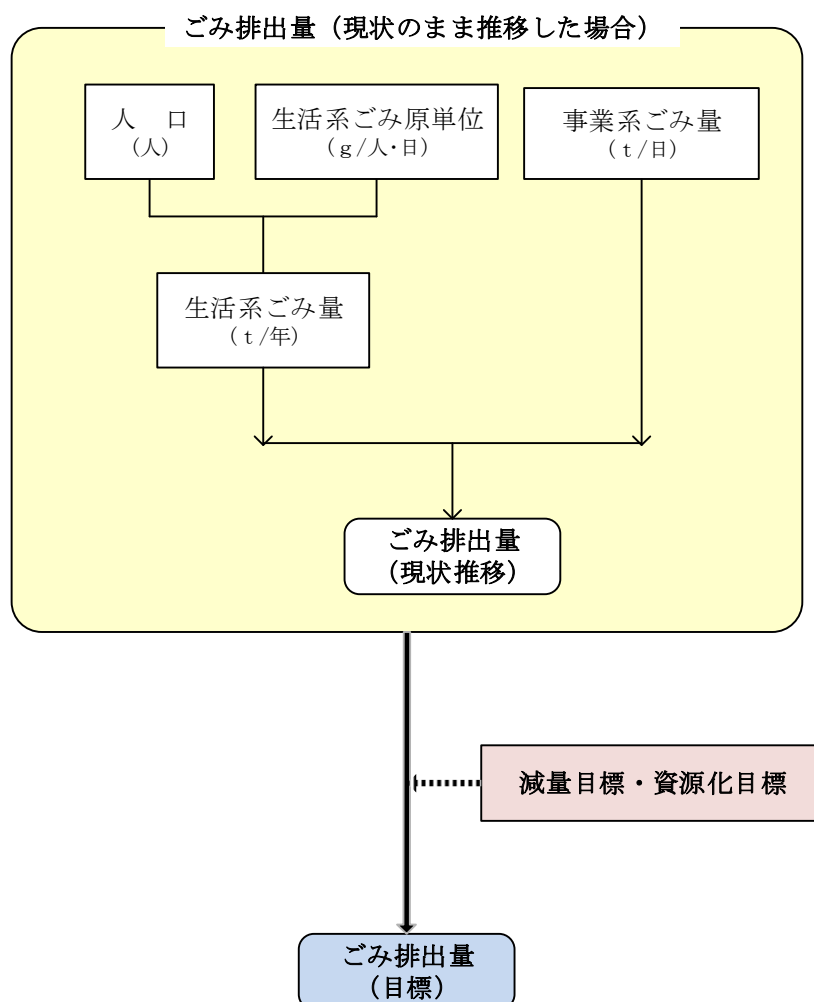 ごみ排出量（現状のまま推移した場合）
人　口
(人)
生活系ごみ原単位
(ｇ/人・日)
事業系ごみ量
(ｔ/日)
生活系ごみ量
(ｔ/年)
ごみ排出量
（現状推移）
減量目標・資源化目標
ごみ排出量
（目標）